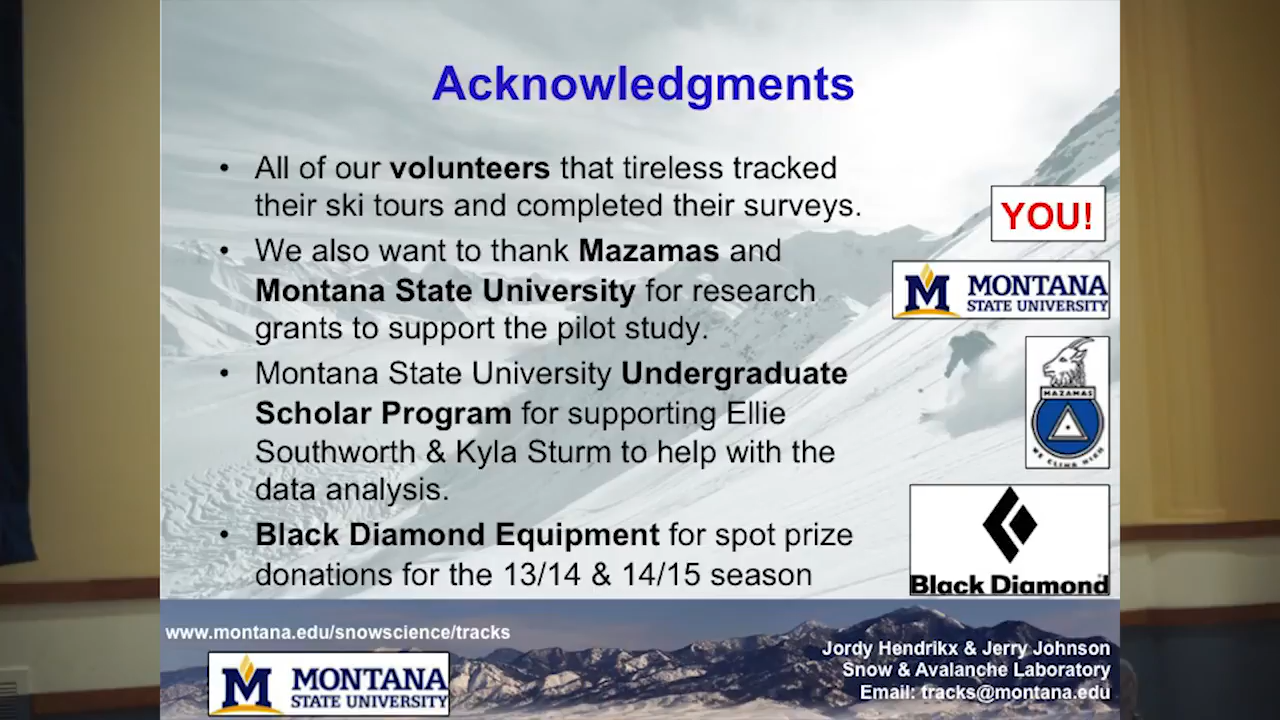 Acknowledgments
• All of our volunteers that tireless tracked
their ski tours and completed their surveys.
• We also want to thank Mazamas and
Montana State University for research
grants to support the pilot study.
• Montana State University Undergraduate
Scholar Program for supporting Ellie
Southworth & Kyla Sturm to help with the
data analysis.
• Black Diamond Equipment for spot prize
donations for the 13/14 & 14/15 season
YOU!
M MONTANA
STATE UNIVERSITY
MAZAMAS
WE CLIMB HIGH
Black Diamond
www.montana.edu/snowscience/tracks
M MONTANA
STATE UNIVERSITY
Jordy Hendrikx & Jerry Johnson
Snow & Avalanche Laboratory
Email: tracks@montana.edu